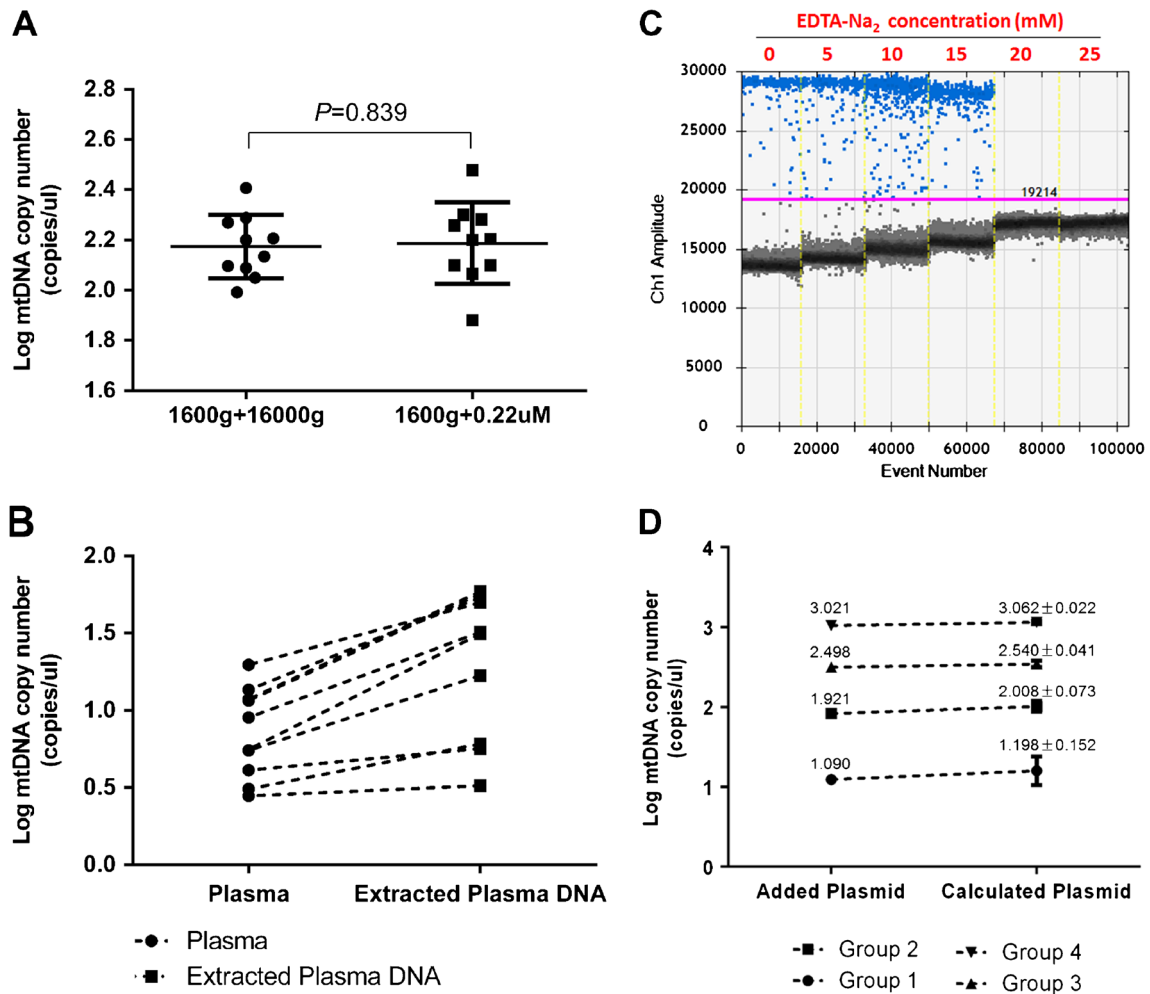 A
Log mtDNA copy number
(copies/ul)
2.8
2.6
2.4
2.2
2.0
1.8
1.6
P=0.839
1600g+16000g
1600g+0.22uM
C
EDTA-Na₂ concentration (mM)
0 5 10 15 20 25
Ch1 Amplitude
30000
25000
20000
15000
10000
5000
0
19214
0 20000 40000 60000 80000 100000
Event Number
B
Log mtDNA copy number
(copies/ul)
2.0
1.5
1.0
0.5
0.0
Plasma
Extracted Plasma DNA
Plasma
Extracted Plasma DNA
D
Log mtDNA copy number
(copies/ul)
4
3
2
1
0
3.021
3.062±0.022
2.498
2.540±0.041
1.921
2.008±0.073
1.090
1.198±0.152
Added Plasmid
Calculated Plasmid
Group 2
Group 4
Group 1
Group 3